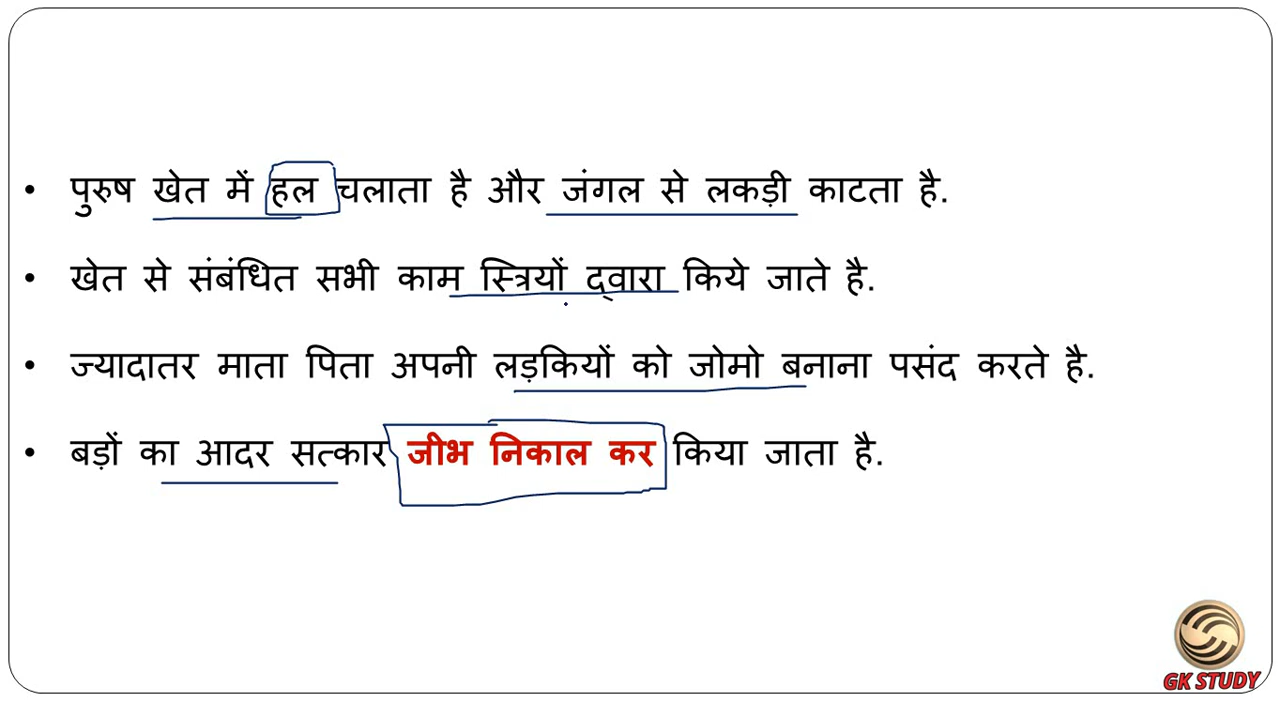 • पुरुष खेत में हल चलाता है और जंगल से लकड़ी काटता है.
• खेत से संबंधित सभी काम स्त्रियों द्वारा किये जाते है.
• ज्यादातर माता पिता अपनी लड़कियों को जोमो बनाना पसंद करते है.
• बड़ों का आदर सत्कार जीभ निकाल कर किया जाता है.
GK STUDY